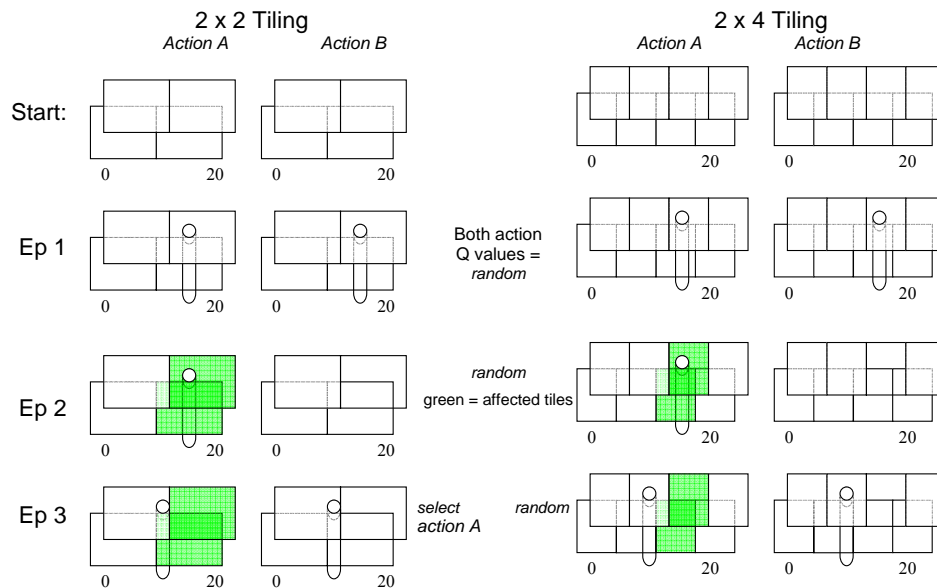 2 x 2 Tiling
2 x 4 Tiling
Action A
Action B
Action A
Action B
Start:
0
20
0
20
0
20
0
20
Ep 1
Both action
Q values =
random
0
20
0
20
0
20
0
20
Ep 2
random
green = affected tiles
0
20
0
20
0
20
0
20
Ep 3
select
action A
random
0
20
0
20
0
20
0
20